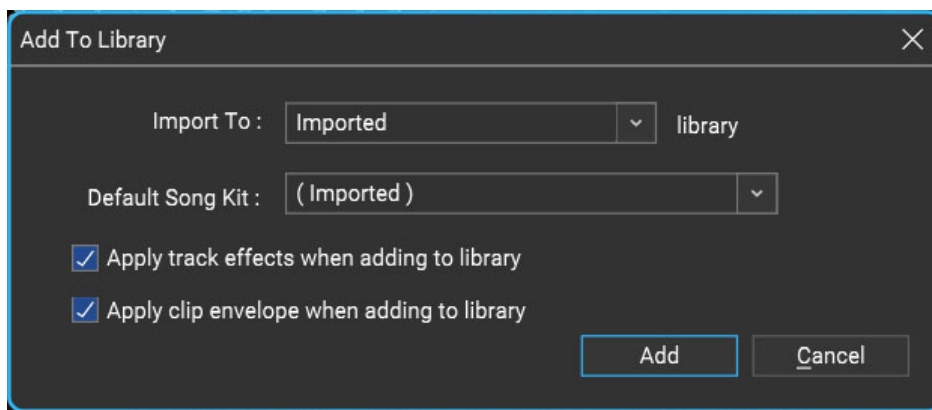 Add To Library
Import To : Imported library
Default Song Kit : ( Imported )
Apply track effects when adding to library
Apply clip envelope when adding to library
Add Cancel